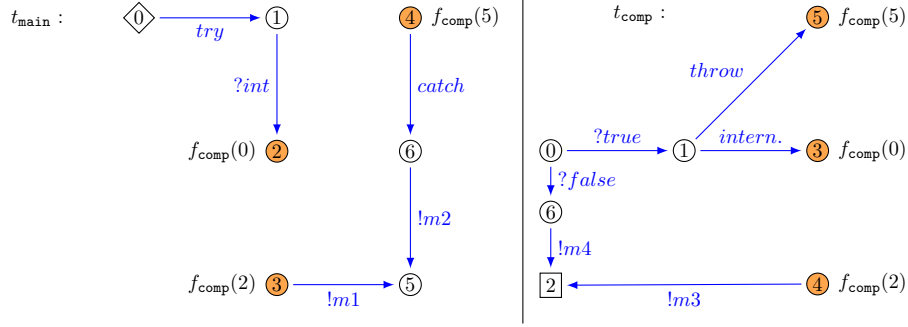 t_main :
0
try
1
4
f_comp(5)
?int
catch
f_comp(0)
2
6
!m2
f_comp(2)
3
!m1
5
t_comp :
5
f_comp(5)
throw
0
?true
1
intern.
3
f_comp(0)
?false
6
!m4
2
!m3
4
f_comp(2)